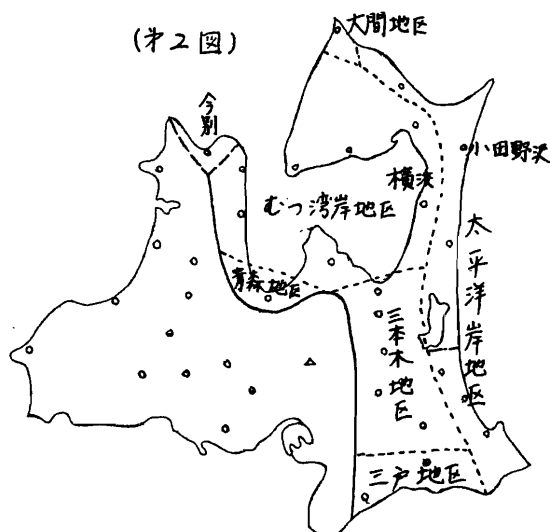 (第2図)
大間地区
今別
小田野沢
横浜
むつ湾岸地区
太平洋岸地区
青森地区
三本木地区
三戸地区